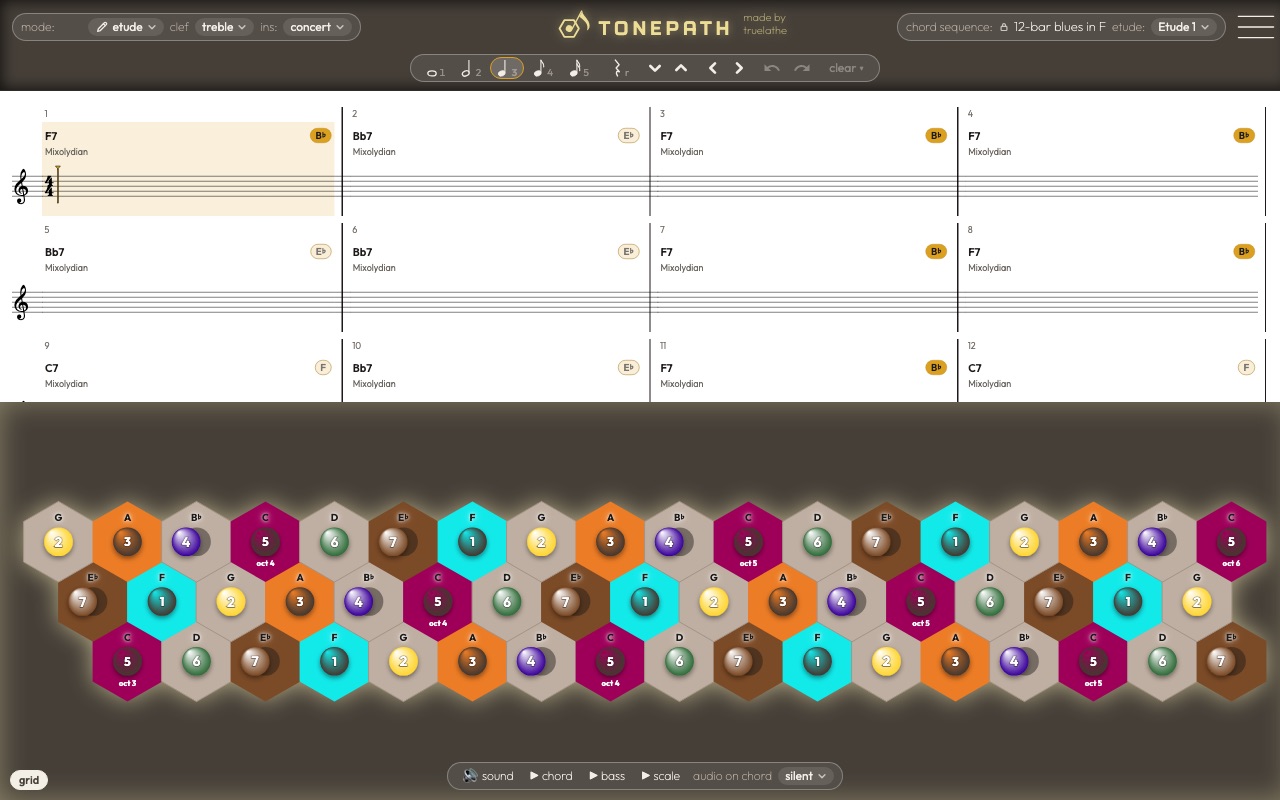 mode: etude clef treble ins: concert
TONEPATH made by truelathe
chord sequence: 12-bar blues in F etude: Etude 1
1 2 3 4 5 r clear
1 2 3 4
F7 B♭ Bb7 E♭ F7 B♭ F7 B♭
Mixolydian Mixolydian Mixolydian Mixolydian
4
4
5 6 7 8
Bb7 E♭ Bb7 E♭ F7 B♭ F7 B♭
Mixolydian Mixolydian Mixolydian Mixolydian
9 10 11 12
C7 F Bb7 E♭ F7 B♭ C7 F
Mixolydian Mixolydian Mixolydian Mixolydian
G A B♭ C D E♭ F G A B♭ C D E♭ F G A B♭ C
2 3 4 5 6 7 1 2 3 4 5 6 7 1 2 3 4 5
oct 4 oct 5 oct 6
E♭ F G A B♭ C D E♭ F G A B♭ C D E♭ F G
7 1 2 3 4 5 6 7 1 2 3 4 5 6 7 1 2
oct 4 oct 5
C D E♭ F G A B♭ C D E♭ F G A B♭ C D E♭
5 6 7 1 2 3 4 5 6 7 1 2 3 4 5 6 7
oct 3 oct 4 oct 5
grid sound chord bass scale audio on chord silent